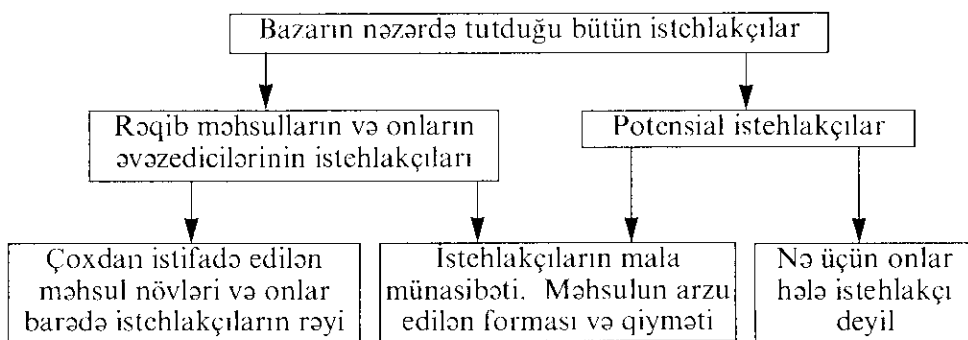 Bazarın nəzərdə tutduğu bütün istehlakçılar
Rəqib məhsulların və onların
əvəzedicilərinin istehlakçıları
Potensial istehlakçılar
Çoxdan istifadə edilən
məhsul növləri və onlar
barədə istehlakçıların rəyi
İstehlakçıların mala
münasibəti. Məhsulun arzu
edilən forması və qiyməti
Nə üçün onlar
hələ istehlakçı
deyil